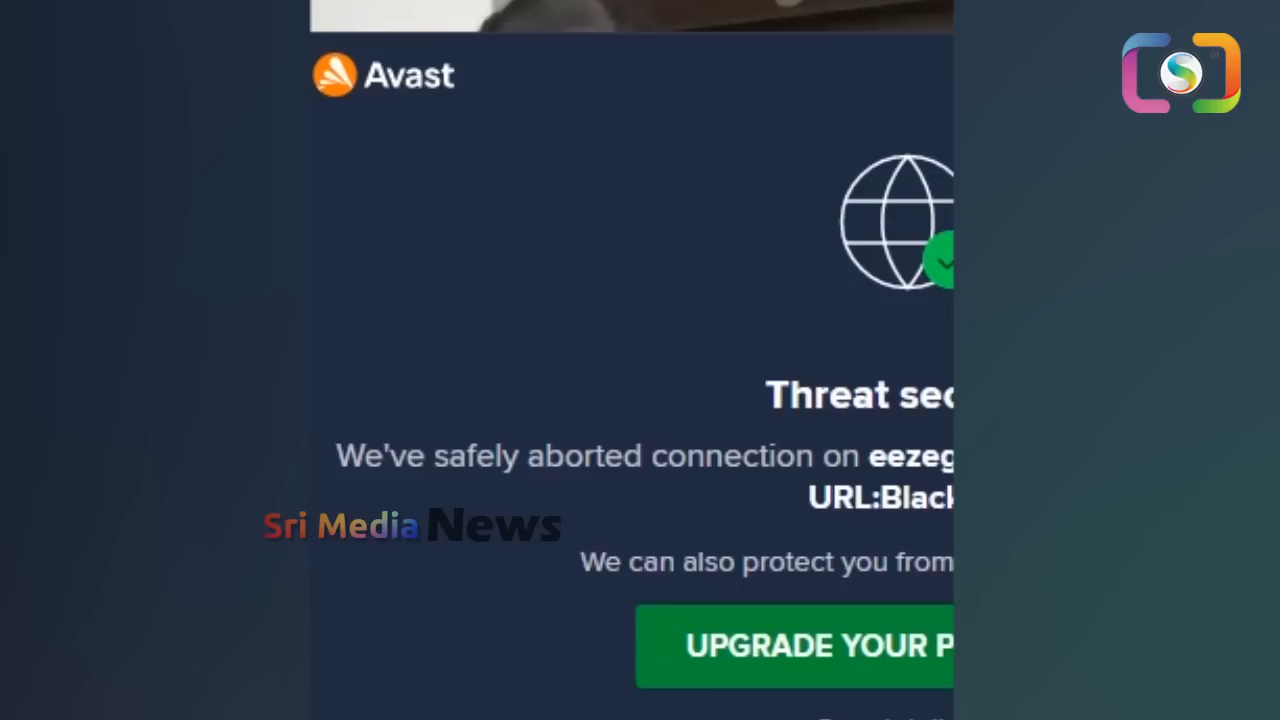 Avast
Threat sec
We've safely aborted connection on eezeg
URL:Black
Sri Media News
We can also protect you from
UPGRADE YOUR P